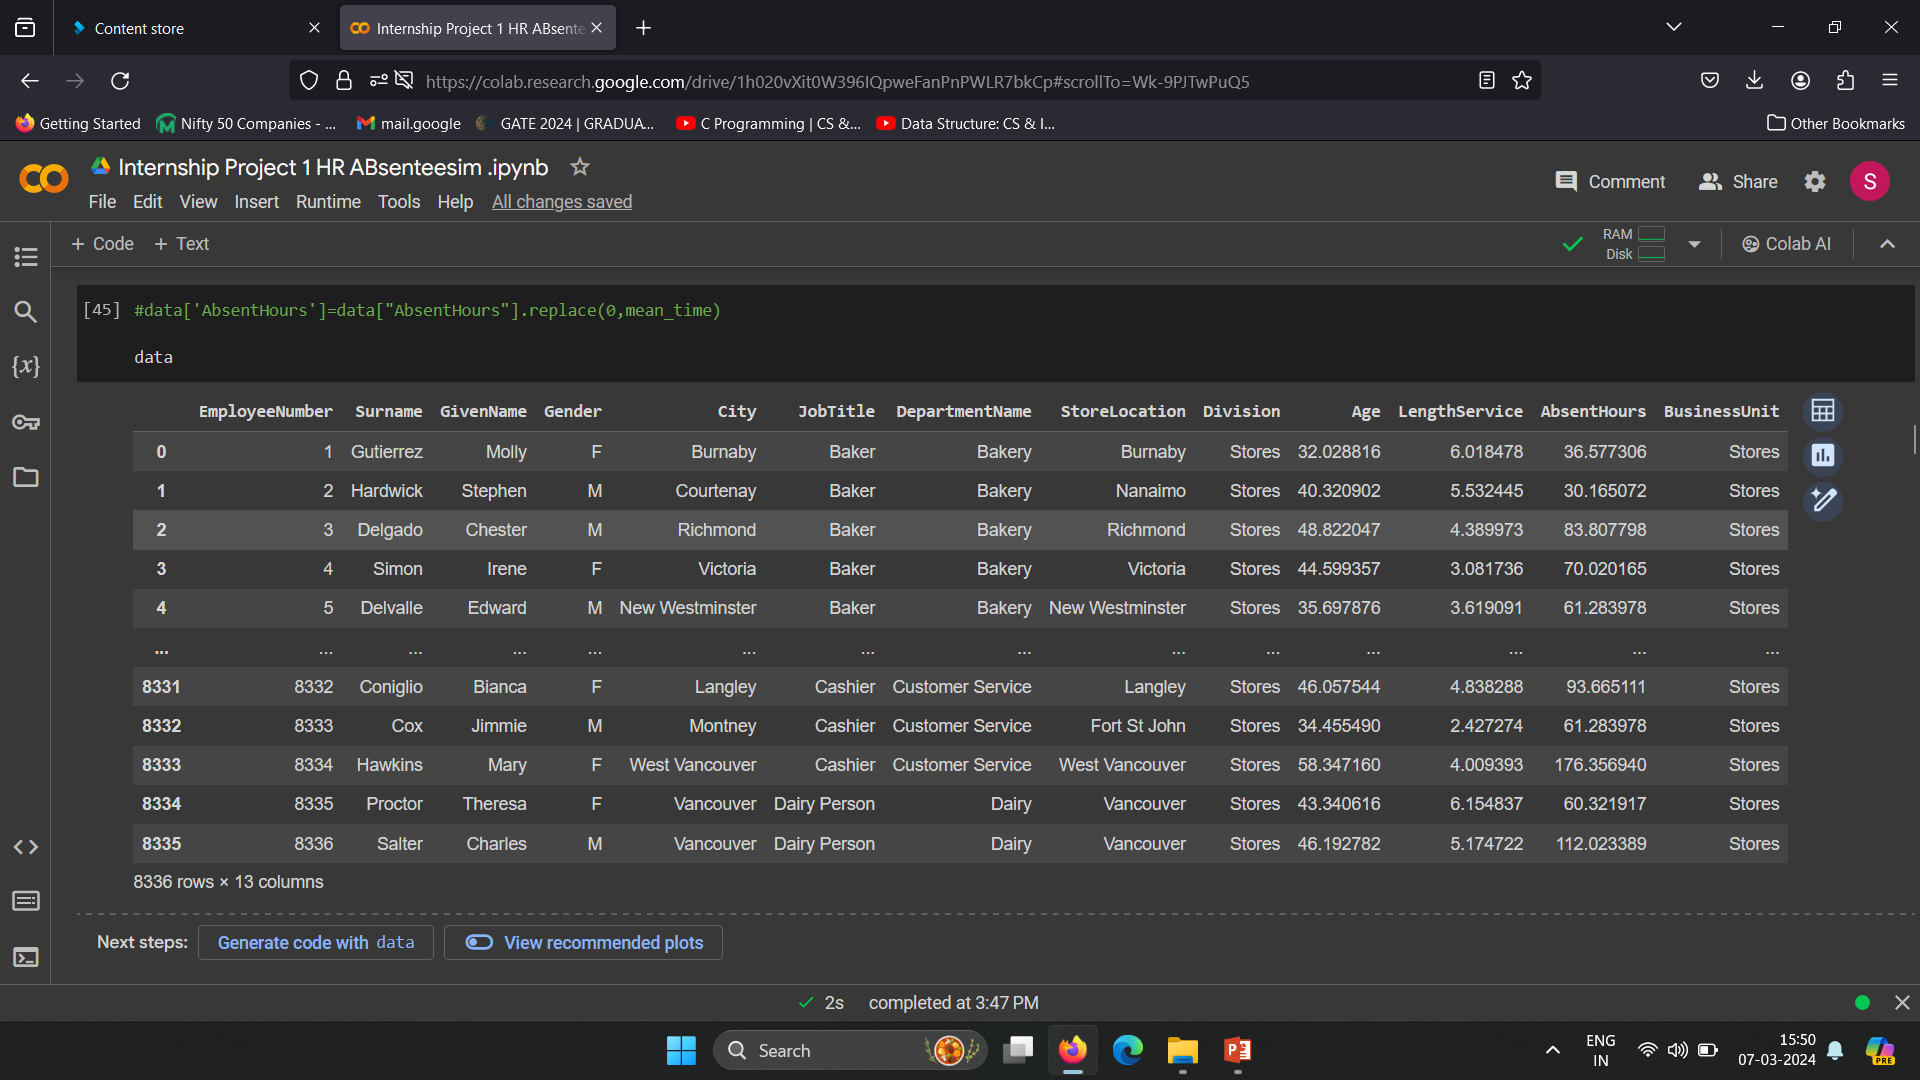 Content store
Internship Project 1 HR ABsente
https://colab.research.google.com/drive/1h020vXit0W396IQpweFanPnPWLR7bkCp#scrollTo=Wk-9PJTwPuQ5
Getting Started
Nifty 50 Companies - ...
mail.google
GATE 2024 | GRADUA...
C Programming | CS &...
Data Structure: CS & I...
Other Bookmarks
Internship Project 1 HR ABsenteesim .ipynb
Comment
Share
S
File Edit View Insert Runtime Tools Help All changes saved
+ Code + Text
RAM
Disk
Colab AI
[45] #data['AbsentHours']=data["AbsentHours"].replace(0,mean_time)
data
EmployeeNumber Surname GivenName Gender City JobTitle DepartmentName StoreLocation Division Age LengthService AbsentHours BusinessUnit
0 1 Gutierrez Molly F Burnaby Baker Bakery Burnaby Stores 32.028816 6.018478 36.577306 Stores
1 2 Hardwick Stephen M Courtenay Baker Bakery Nanaimo Stores 40.320902 5.532445 30.165072 Stores
2 3 Delgado Chester M Richmond Baker Bakery Richmond Stores 48.822047 4.389973 83.807798 Stores
3 4 Simon Irene F Victoria Baker Bakery Victoria Stores 44.599357 3.081736 70.020165 Stores
4 5 Delvalle Edward M New Westminster Baker Bakery New Westminster Stores 35.697876 3.619091 61.283978 Stores
... ... ... ... ... ... ... ... ... ... ... ... ... ...
8331 8332 Coniglio Bianca F Langley Cashier Customer Service Langley Stores 46.057544 4.838288 93.665111 Stores
8332 8333 Cox Jimmie M Montney Cashier Customer Service Fort St John Stores 34.455490 2.427274 61.283978 Stores
8333 8334 Hawkins Mary F West Vancouver Cashier Customer Service West Vancouver Stores 58.347160 4.009393 176.356940 Stores
8334 8335 Proctor Theresa F Vancouver Dairy Person Dairy Vancouver Stores 43.340616 6.154837 60.321917 Stores
8335 8336 Salter Charles M Vancouver Dairy Person Dairy Vancouver Stores 46.192782 5.174722 112.023389 Stores
8336 rows × 13 columns
Next steps: Generate code with data View recommended plots
2s completed at 3:47 PM
Search
ENG
IN
15:50
07-03-2024
PRE